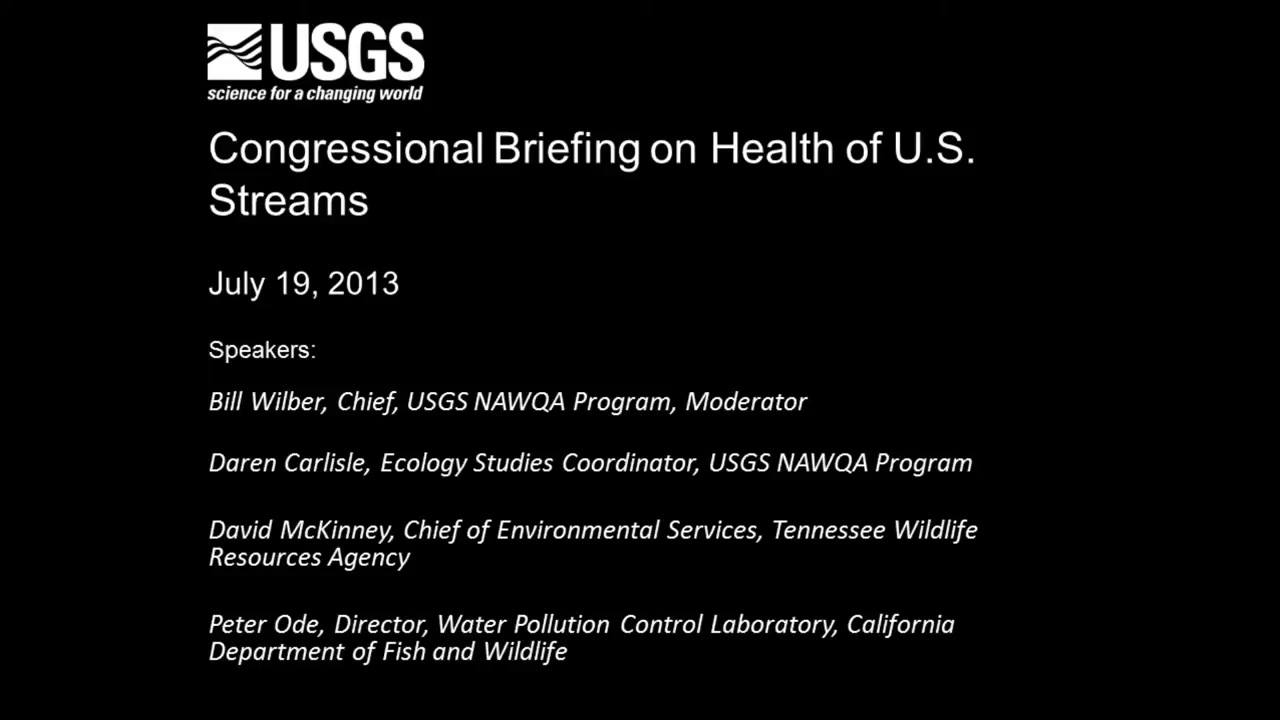 USGS
science for a changing world
Congressional Briefing on Health of U.S.
Streams
July 19, 2013
Speakers:
Bill Wilber, Chief, USGS NAWQA Program, Moderator
Daren Carlisle, Ecology Studies Coordinator, USGS NAWQA Program
David McKinney, Chief of Environmental Services, Tennessee Wildlife
Resources Agency
Peter Ode, Director, Water Pollution Control Laboratory, California
Department of Fish and Wildlife